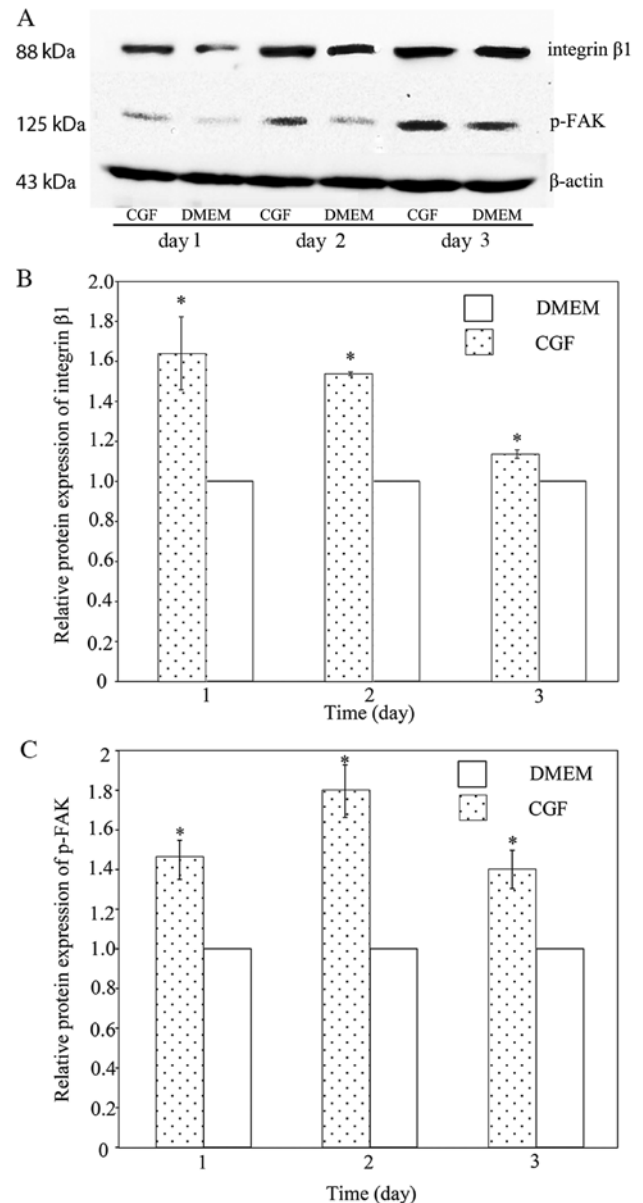 A
88 kDa integrin β1
125 kDa p-FAK
43 kDa β-actin
CGF DMEM CGF DMEM CGF DMEM
day 1 day 2 day 3
B
Relative protein expression of integrin β1
2.0
1.8
1.6
1.4
1.2
1.0
0.8
0.6
0.4
0.2
0
* * *
DMEM
CGF
1 2 3
Time (day)
C
Relative protein expression of p-FAK
2
1.8
1.6
1.4
1.2
1.0
0.8
0.6
0.4
0.2
0
* * *
DMEM
CGF
1 2 3
Time (day)